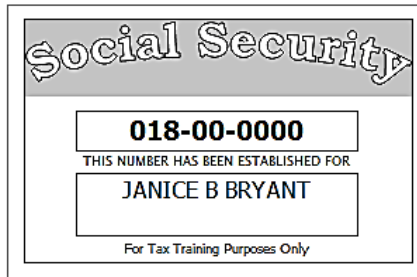 Social Security
018-00-0000
THIS NUMBER HAS BEEN ESTABLISHED FOR
JANICE B BRYANT
For Tax Training Purposes Only